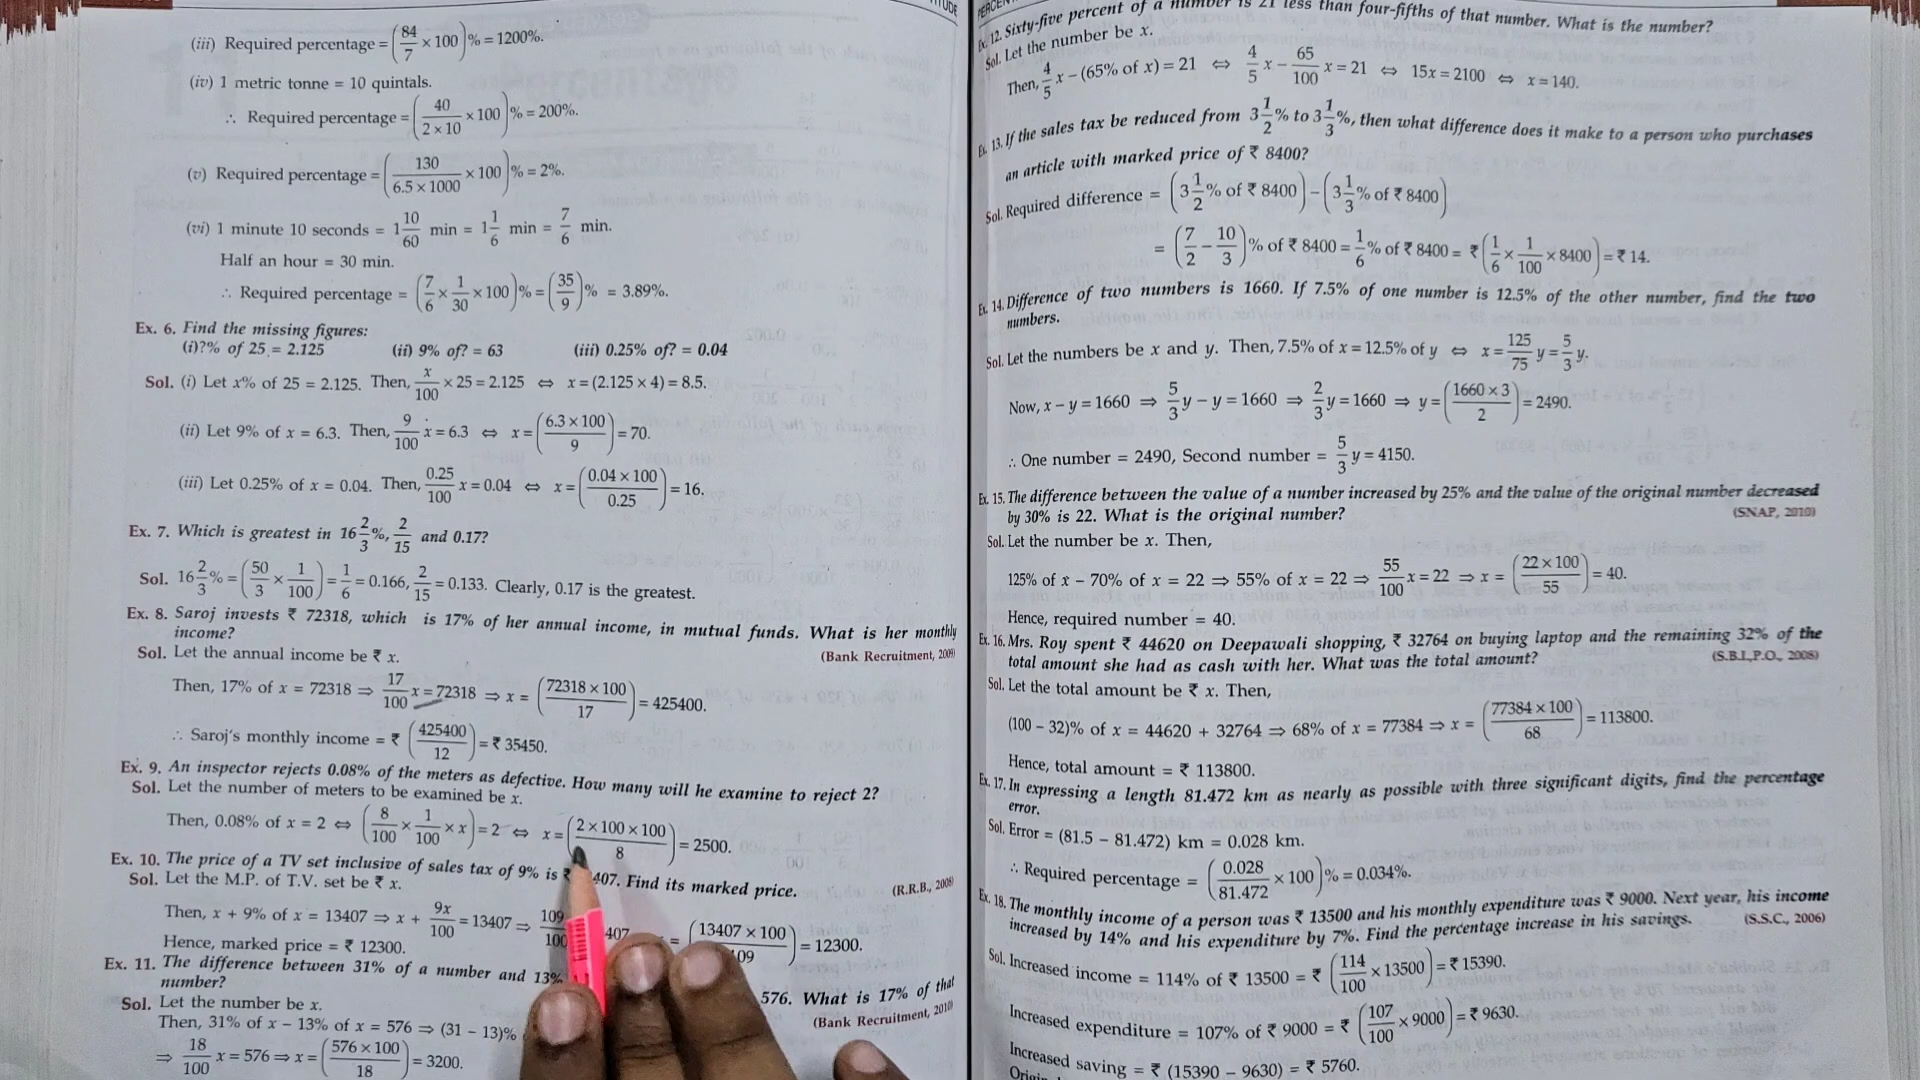 (iii) Required percentage = (84/7 × 100)% = 1200%.
(iv) 1 metric tonne = 10 quintals.
∴ Required percentage = (40/(2 × 10) × 100)% = 200%.
(v) Required percentage = (130/(6.5 × 1000) × 100)% = 2%.
(vi) 1 minute 10 seconds = 1 10/60 min = 1 1/6 min = 7/6 min.
Half an hour = 30 min.
∴ Required percentage = (7/6 × 1/30 × 100)% = (35/9)% = 3.89%.
Ex. 6. Find the missing figures:
(i)?% of 25 = 2.125 (ii) 9% of? = 63 (iii) 0.25% of? = 0.04
Sol. (i) Let x% of 25 = 2.125. Then, x/100 × 25 = 2.125 ⇔ x = (2.125 × 4) = 8.5.
(ii) Let 9% of x = 6.3. Then, 9/100 x = 6.3 ⇔ x = (6.3 × 100/9) = 70.
(iii) Let 0.25% of x = 0.04. Then, 0.25/100 x = 0.04 ⇔ x = (0.04 × 100/0.25) = 16.
Ex. 7. Which is greatest in 16 2/3%, 2/15 and 0.17?
Sol. 16 2/3% = (50/3 × 1/100) = 1/6 = 0.166, 2/15 = 0.133. Clearly, 0.17 is the greatest.
Ex. 8. Saroj invests ₹ 72318, which is 17% of her annual income, in mutual funds. What is her monthly
income? (Bank Recruitment, 2009)
Sol. Let the annual income be ₹ x.
Then, 17% of x = 72318 ⇒ 17/100 x = 72318 ⇒ x = (72318 × 100/17) = 425400.
∴ Saroj's monthly income = ₹ (425400/12) = ₹ 35450.
Ex. 9. An inspector rejects 0.08% of the meters as defective. How many will he examine to reject 2?
Sol. Let the number of meters to be examined be x.
Then, 0.08% of x = 2 ⇔ (8/100 × 1/100 × x) = 2 ⇔ x = (2 × 100 × 100/8) = 2500.
Ex. 10. The price of a TV set inclusive of sales tax of 9% is ₹ 407. Find its marked price.
Sol. Let the M.P. of T.V. set be ₹ x. (R.R.B., 2008)
Then, x + 9% of x = 13407 ⇒ x + 9x/100 = 13407 ⇒ 109/100 407 = (13407 × 100/09) = 12300.
Hence, marked price = ₹ 12300.
Ex. 11. The difference between 31% of a number and 13% 576. What is 17% of that
number? (Bank Recruitment, 2010)
Sol. Let the number be x.
Then, 31% of x − 13% of x = 576 ⇒ (31 − 13)%
⇒ 18/100 x = 576 ⇒ x = (576 × 100/18) = 3200.
Ex. 12. Sixty-five percent of a number is 21 less than four-fifths of that number. What is the number?
Sol. Let the number be x.
Then, 4/5 x − (65% of x) = 21 ⇔ 4/5 x − 65/100 x = 21 ⇔ 15x = 2100 ⇔ x = 140.
Ex. 13. If the sales tax be reduced from 3 1/2% to 3 1/3%, then what difference does it make to a person who purchases
an article with marked price of ₹ 8400?
Sol. Required difference = (3 1/2% of ₹ 8400) − (3 1/3% of ₹ 8400)
= (7/2 − 10/3)% of ₹ 8400 = 1/6% of ₹ 8400 = ₹ (1/6 × 1/100 × 8400) = ₹ 14.
Ex. 14. Difference of two numbers is 1660. If 7.5% of one number is 12.5% of the other number, find the two
numbers.
Sol. Let the numbers be x and y. Then, 7.5% of x = 12.5% of y ⇔ x = 125/75 y = 5/3 y.
Now, x − y = 1660 ⇒ 5/3 y − y = 1660 ⇒ 2/3 y = 1660 ⇒ y = (1660 × 3/2) = 2490.
∴ One number = 2490, Second number = 5/3 y = 4150.
Ex. 15. The difference between the value of a number increased by 25% and the value of the original number decreased
by 30% is 22. What is the original number? (SNAP, 2010)
Sol. Let the number be x. Then,
125% of x − 70% of x = 22 ⇒ 55% of x = 22 ⇒ 55/100 x = 22 ⇒ x = (22 × 100/55) = 40.
Hence, required number = 40.
Ex. 16. Mrs. Roy spent ₹ 44620 on Deepawali shopping, ₹ 32764 on buying laptop and the remaining 32% of the
total amount she had as cash with her. What was the total amount? (S.B.I.P.O., 2008)
Sol. Let the total amount be ₹ x. Then,
(100 − 32)% of x = 44620 + 32764 ⇒ 68% of x = 77384 ⇒ x = (77384 × 100/68) = 113800.
Hence, total amount = ₹ 113800.
Ex. 17. In expressing a length 81.472 km as nearly as possible with three significant digits, find the percentage
error.
Sol. Error = (81.5 − 81.472) km = 0.028 km.
∴ Required percentage = (0.028/81.472 × 100)% = 0.034%.
Ex. 18. The monthly income of a person was ₹ 13500 and his monthly expenditure was ₹ 9000. Next year, his income
increased by 14% and his expenditure by 7%. Find the percentage increase in his savings. (S.S.C., 2006)
Sol. Increased income = 114% of ₹ 13500 = ₹ (114/100 × 13500) = ₹ 15390.
Increased expenditure = 107% of ₹ 9000 = ₹ (107/100 × 9000) = ₹ 9630.
Increased saving = ₹ (15390 − 9630) = ₹ 5760.